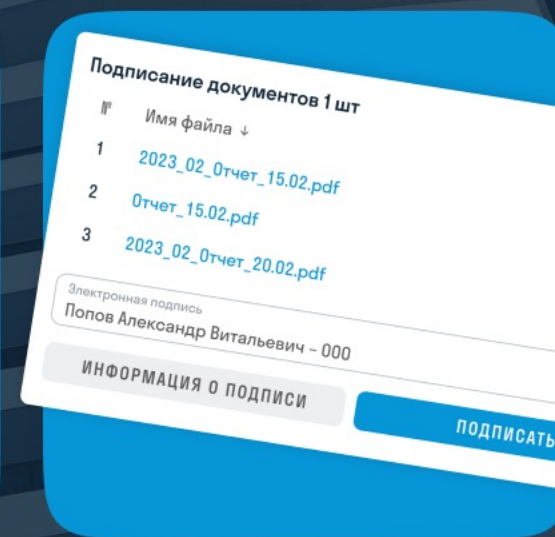 Подписание документов 1 шт
№ Имя файла ↓
1 2023_02_Отчет_15.02.pdf
2 Отчет_15.02.pdf
3 2023_02_Отчет_20.02.pdf
Электронная подпись
Попов Александр Витальевич – ООО
ИНФОРМАЦИЯ О ПОДПИСИ ПОДПИСАТЬ